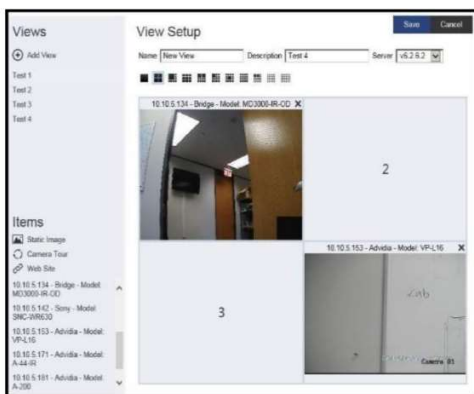 Views
Add View
Test 1
Test 2
Test 3
Test 4
Items
Static Image
Camera Tour
Web Site
10.10.5.134 - Bridge - Model:
MD3000-IR-OD
10.10.5.142 - Sony - Model:
SNC-WR630
10.10.5.153 - Advidia - Model:
VP-L16
10.10.5.171 - Advidia - Model:
A-44-IR
10.10.5.181 - Advidia - Model:
A-200
View Setup
Save Cancel
Name New View Description Test 4 Server v6.2 6.2
10.10.5.134 - Bridge - Model: MD3000-IR-OD X
2
3
10.10.5.153 - Advidia - Model: VP-L16 X
Camera 01